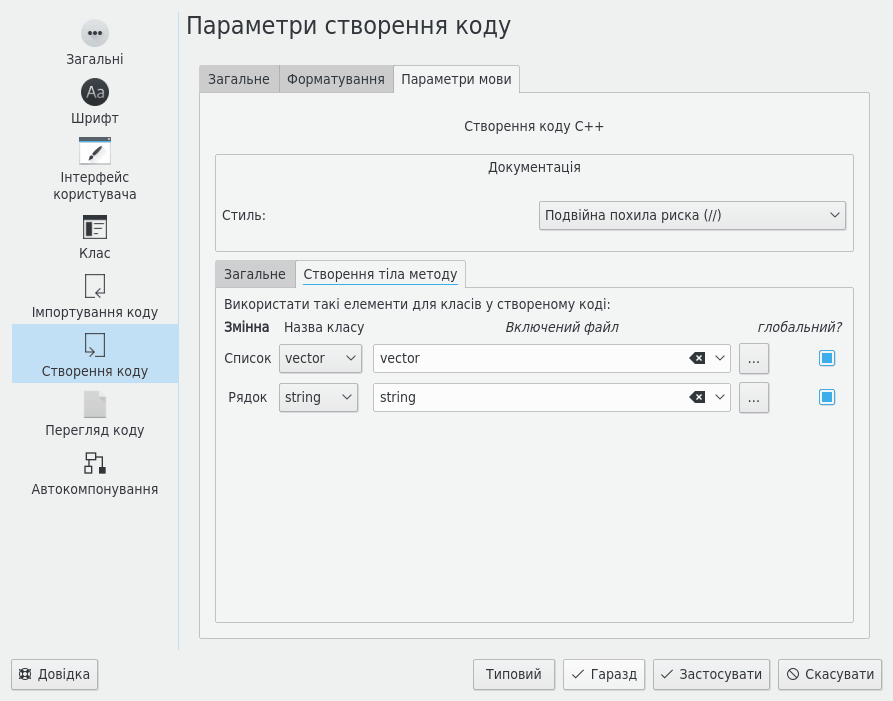 Параметри створення коду
Загальні
Шрифт
Інтерфейс
користувача
Клас
Імпортування коду
Створення коду
Перегляд коду
Автокомпонування
Загальне Форматування Параметри мови
Створення коду C++
Документація
Стиль: Подвійна похила риска (//)
Загальне Створення тіла методу
Використати такі елементи для класів у створеному коді:
Змінна Назва класу Включений файл глобальний?
Список vector vector ...
Рядок string string ...
Довідка Типовий Гаразд Застосувати Скасувати